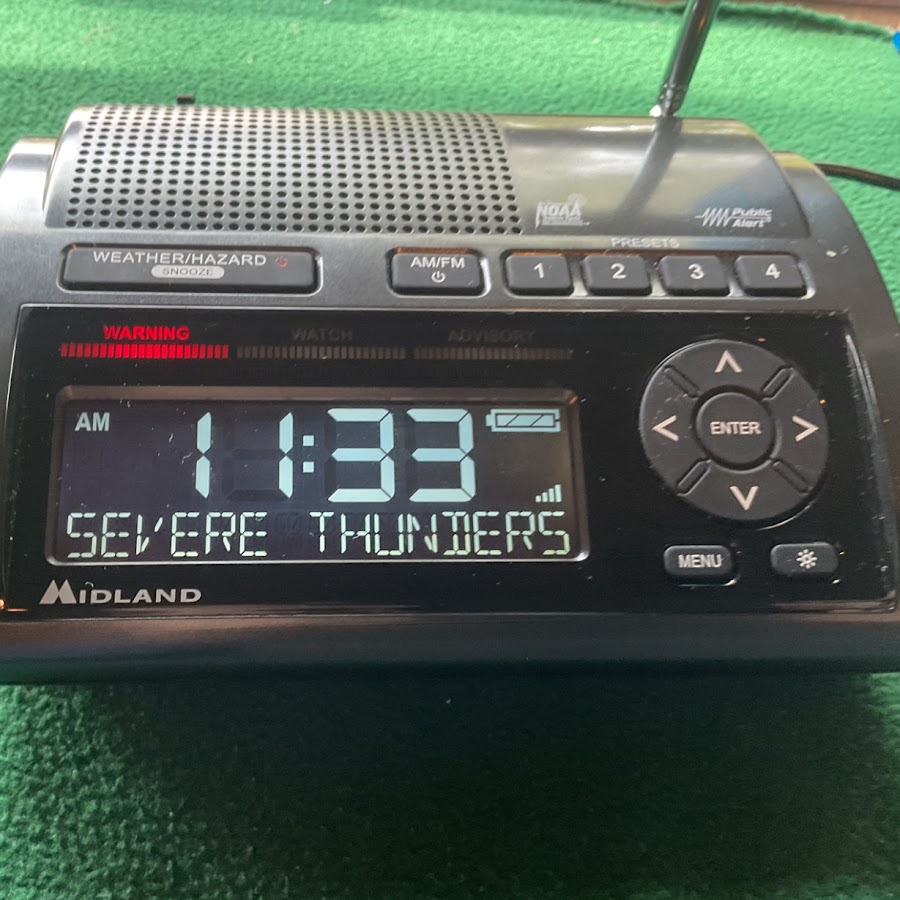 NOAA
Public
Alert
PRESETS
WEATHER/HAZARD
SNOOZE
AM/FM
1 2 3 4
WARNING WATCH ADVISORY
AM 11:33
SEVERE THUNDERS
ENTER
MENU
MIDLAND